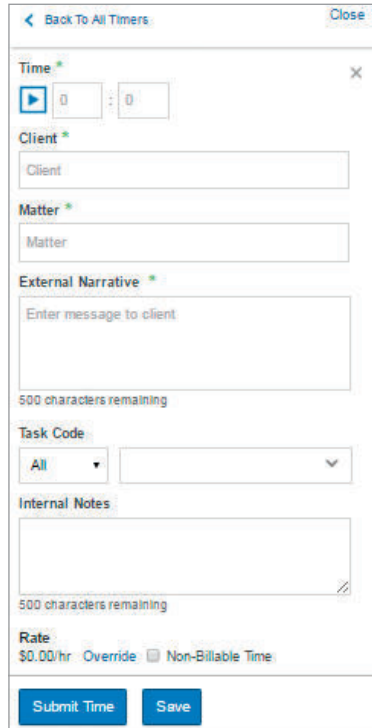 Back To All Timers Close
Time *
0 : 0
Client *
Client
Matter *
Matter
External Narrative *
Enter message to client
500 characters remaining
Task Code
All
Internal Notes
500 characters remaining
Rate
$0.00/hr Override Non-Billable Time
Submit Time Save